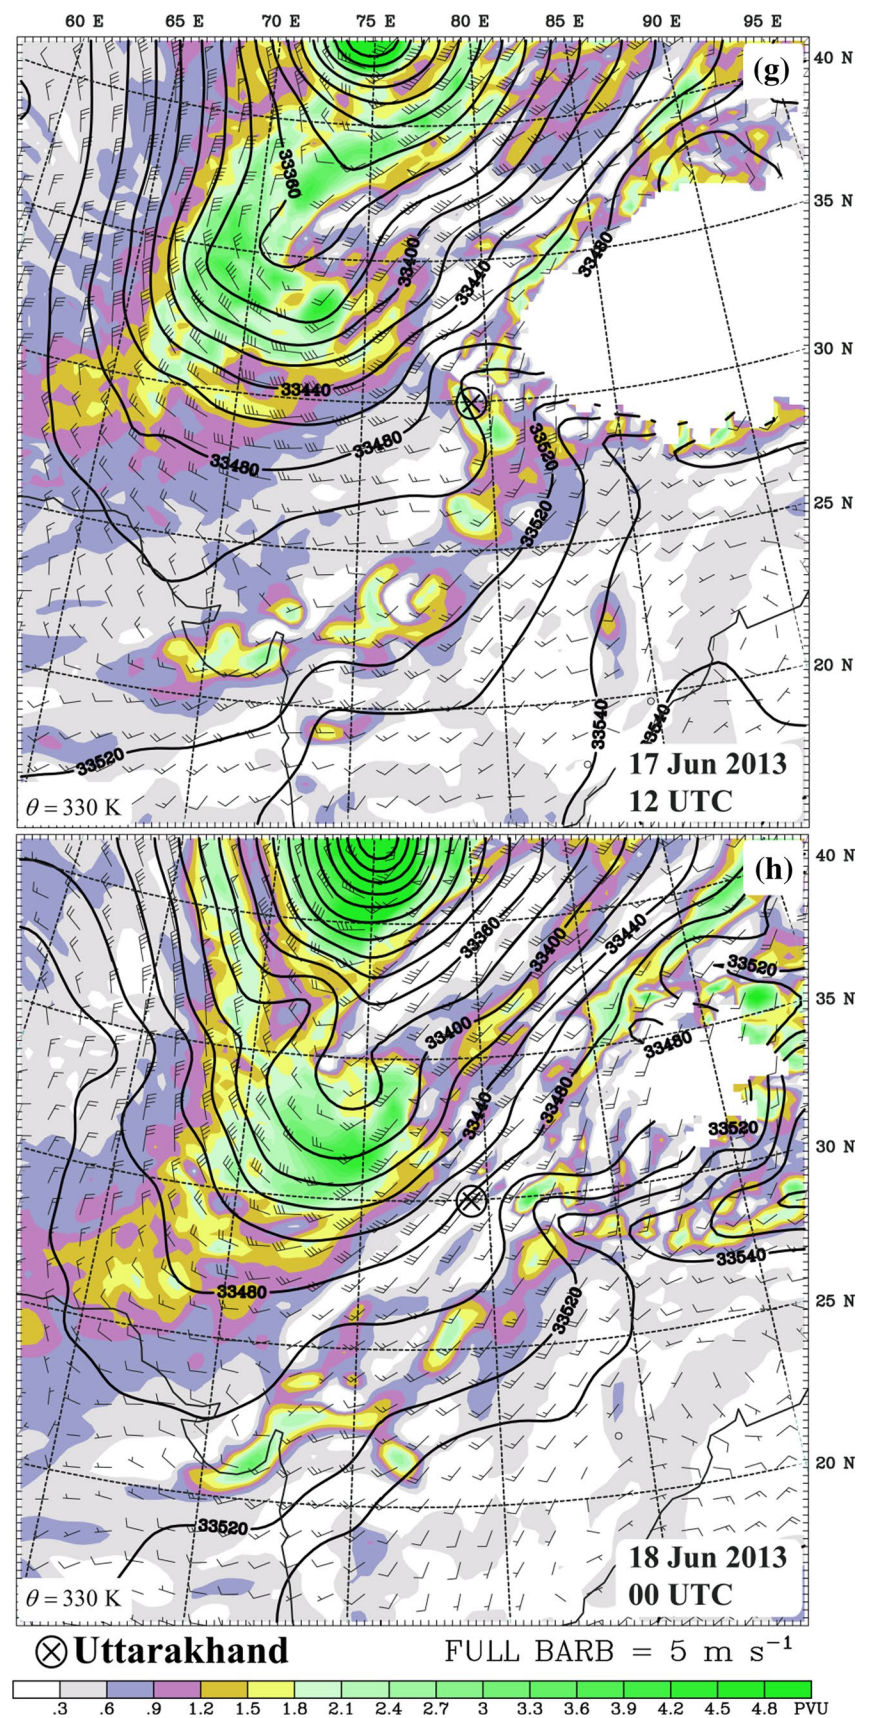 60 E 65 E 70 E 75 E 80 E 85 E 90 E 95 E
(g)
40 N
35 N
30 N
25 N
20 N
33360
33400
33440
33480
33440
33480
33480
33520
33520
33540
33540
33520
17 Jun 2013
12 UTC
θ = 330 K
(h)
40 N
35 N
30 N
25 N
20 N
33360
33400
33440
33520
33400
33480
33440
33480
33520
33540
33480
33520
33520
18 Jun 2013
00 UTC
θ = 330 K
Uttarakhand FULL BARB = 5 m s⁻¹
.3 .6 .9 1.2 1.5 1.8 2.1 2.4 2.7 3 3.3 3.6 3.9 4.2 4.5 4.8 PVU